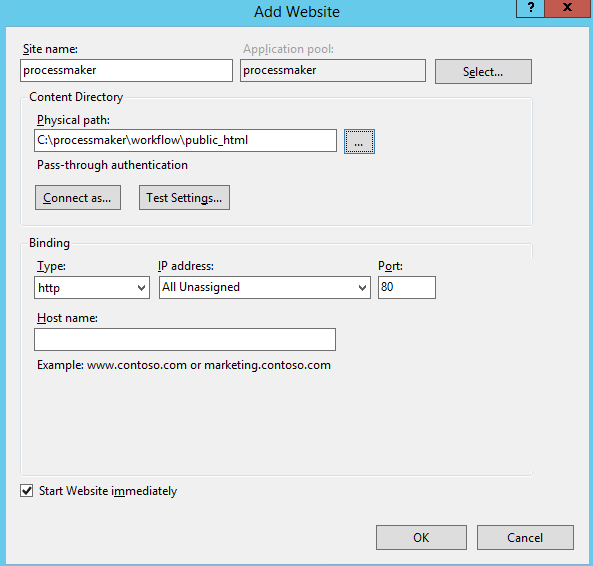 Add Website
? x
Site name: Application pool:
processmaker processmaker Select...
Content Directory
Physical path:
C:\processmaker\workflow\public_html ...
Pass-through authentication
Connect as... Test Settings...
Binding
Type: IP address: Port:
http All Unassigned 80
Host name:
Example: www.contoso.com or marketing.contoso.com
Start Website immediately
OK Cancel